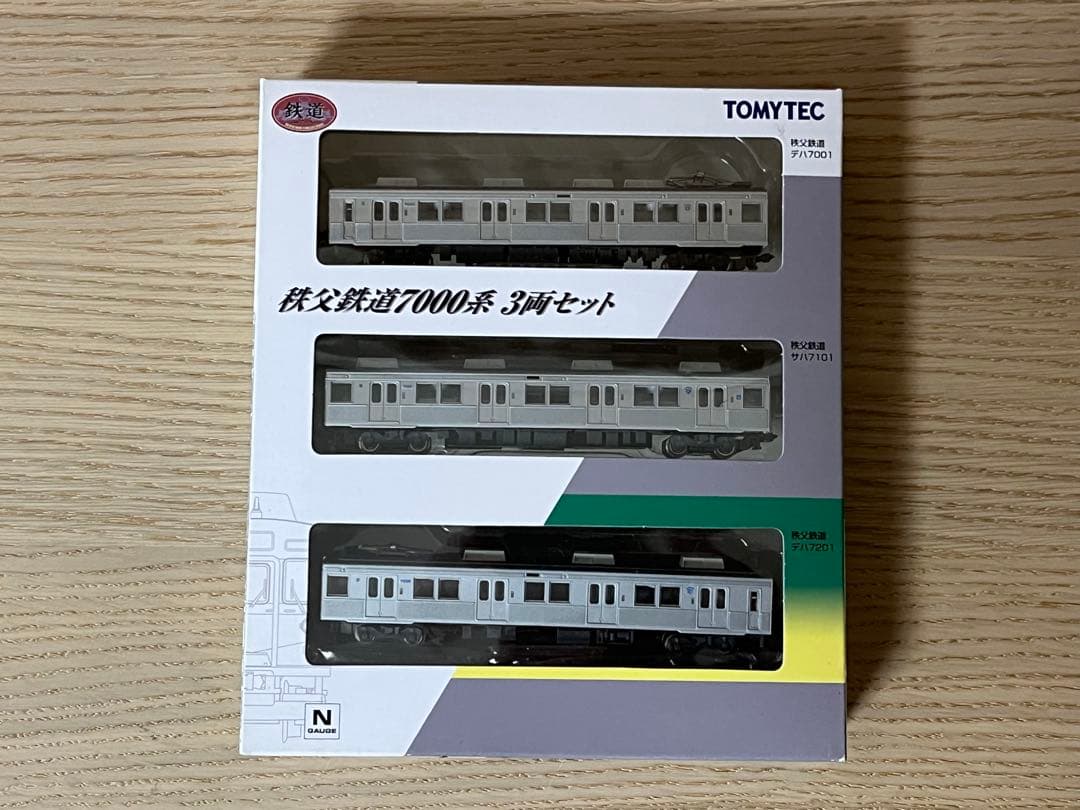 鉄道
TOMYTEC
秩父鉄道
デハ7001
秩父鉄道7000系 3両セット
秩父鉄道
サハ7101
秩父鉄道
デハ7201
N
GAUGE